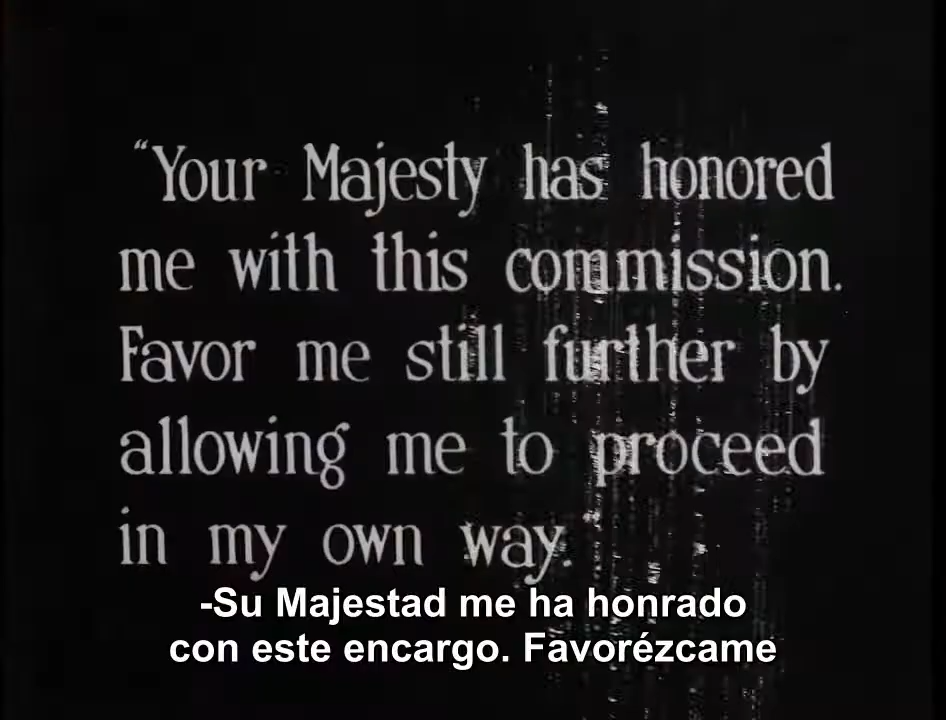 “Your Majesty has honored
me with this commission.
Favor me still further by
allowing me to proceed
in my own way.”
-Su Majestad me ha honrado
con este encargo. Favorézcame